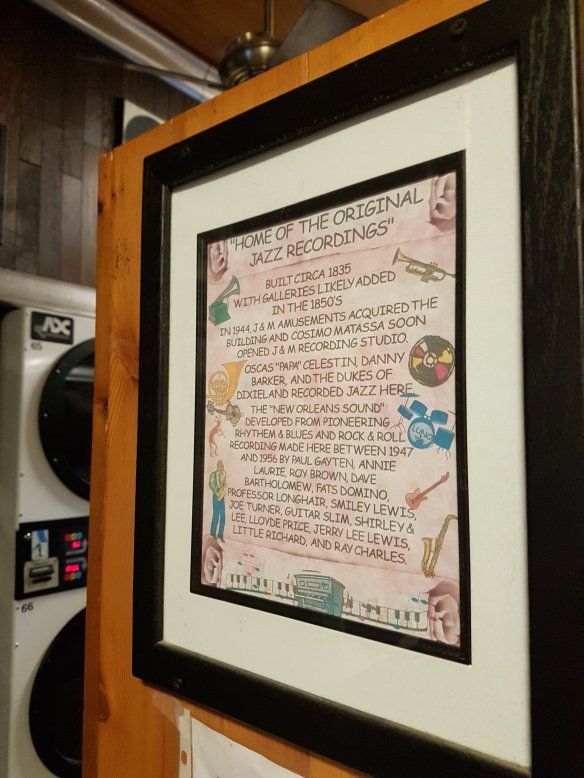 "HOME OF THE ORIGINAL
JAZZ RECORDINGS"
BUILT CIRCA 1835
WITH GALLERIES LIKELY ADDED
IN THE 1850'S
IN 1944, J & M AMUSEMENTS ACQUIRED THE
BUILDING AND COSIMO MATASSA SOON
OPENED J & M RECORDING STUDIO.
OSCAS "PAPA" CELESTIN, DANNY
BARKER, AND THE DUKES OF
DIXIELAND RECORDED JAZZ HERE.
THE "NEW ORLEANS SOUND"
DEVELOPED FROM PIONEERING
RHYTHEM & BLUES AND ROCK & ROLL
RECORDING MADE HERE BETWEEN 1947
AND 1956 BY PAUL GAYTEN, ANNIE
LAURIE, ROY BROWN, DAVE
BARTHOLOMEW, FATS DOMINO,
PROFESSOR LONGHAIR, SMILEY LEWIS,
JOE TURNER, GUITAR SLIM, SHIRLEY &
LEE, LLOYDE PRICE, JERRY LEE LEWIS,
LITTLE RICHARD, AND RAY CHARLES.
ADC
65
66